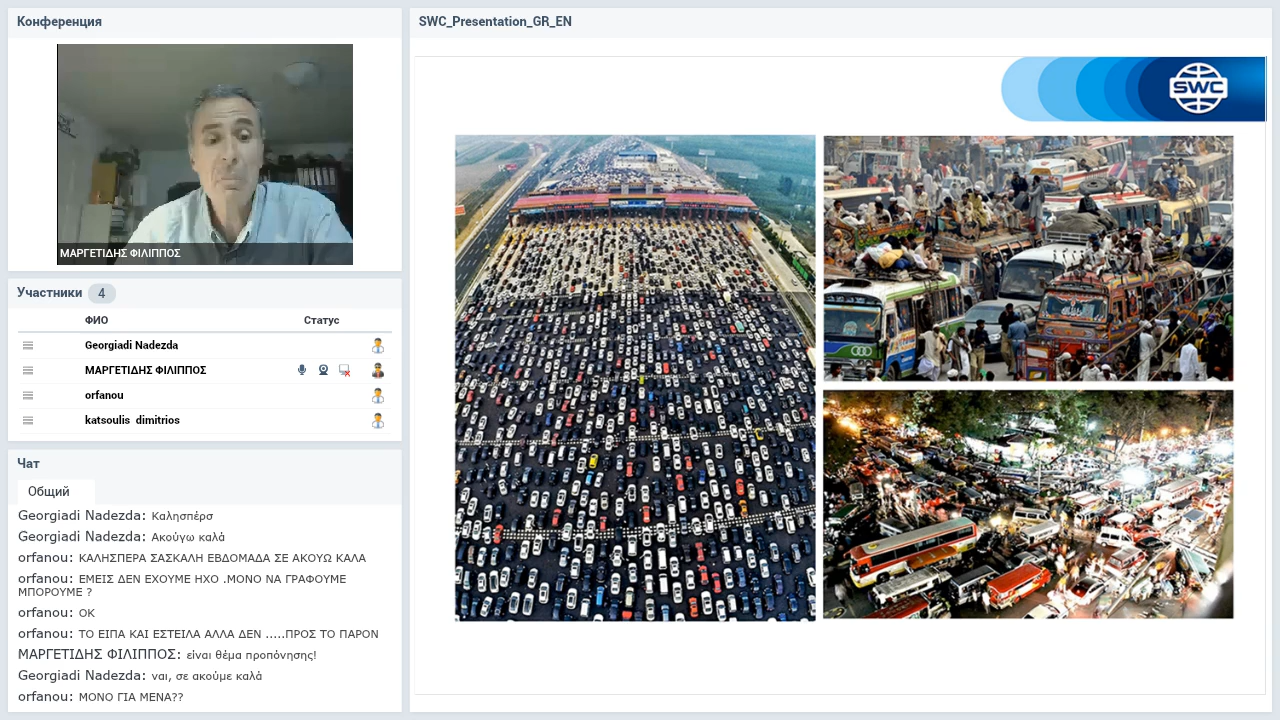 Конференция
ΜΑΡΓΕΤΙΔΗΣ ΦΙΛΙΠΠΟΣ
Участники 4
ФИО Статус
Georgiadi Nadezda
ΜΑΡΓΕΤΙΔΗΣ ΦΙΛΙΠΠΟΣ
orfanou
katsoulis dimitrios
Чат
Общий
Georgiadi Nadezda: Καλησπέρσ
Georgiadi Nadezda: Ακούγω καλά
orfanou: ΚΑΛΗΣΠΕΡΑ ΣΑΣΚΑΛΗ ΕΒΔΟΜΑΔΑ ΣΕ ΑΚΟΥΩ ΚΑΛΑ
orfanou: ΕΜΕΙΣ ΔΕΝ ΕΧΟΥΜΕ ΗΧΟ .ΜΟΝΟ ΝΑ ΓΡΑΦΟΥΜΕ
ΜΠΟΡΟΥΜΕ ?
orfanou: ΟΚ
orfanou: ΤΟ ΕΙΠΑ ΚΑΙ ΕΣΤΕΙΛΑ ΑΛΛΑ ΔΕΝ .....ΠΡΟΣ ΤΟ ΠΑΡΟΝ
ΜΑΡΓΕΤΙΔΗΣ ΦΙΛΙΠΠΟΣ: είναι θέμα προπόνησης!
Georgiadi Nadezda: ναι, σε ακούμε καλά
orfanou: ΜΟΝΟ ΓΙΑ ΜΕΝΑ??
SWC_Presentation_GR_EN
SWC